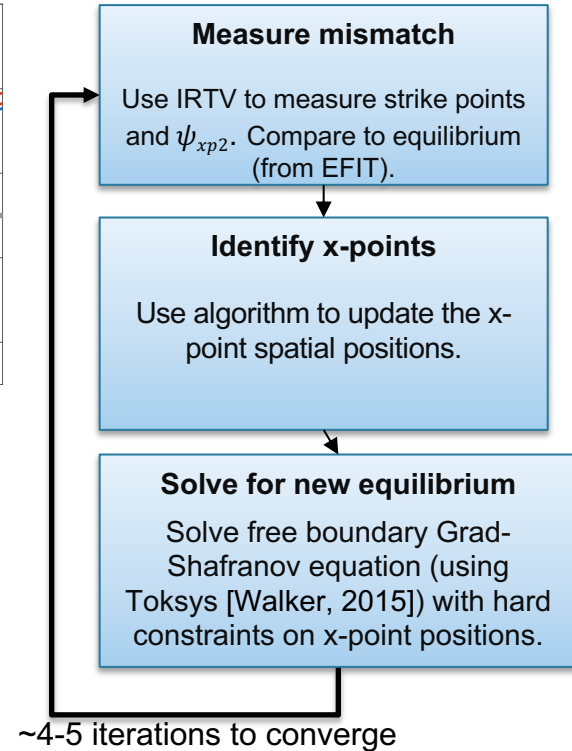 Measure mismatch
Use IRTV to measure strike points
and ψxp2. Compare to equilibrium
(from EFIT).
Identify x-points
Use algorithm to update the x-
point spatial positions.
Solve for new equilibrium
Solve free boundary Grad-
Shafranov equation (using
Toksys [Walker, 2015]) with hard
constraints on x-point positions.
~4-5 iterations to converge